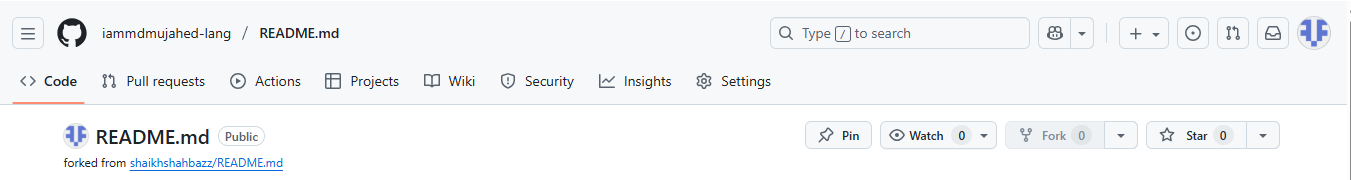 iammdmujahed-lang / README.md Type / to search
Code Pull requests Actions Projects Wiki Security Insights Settings
README.md Public Pin Watch 0 Fork 0 Star 0
forked from shaikhshahbazz/README.md